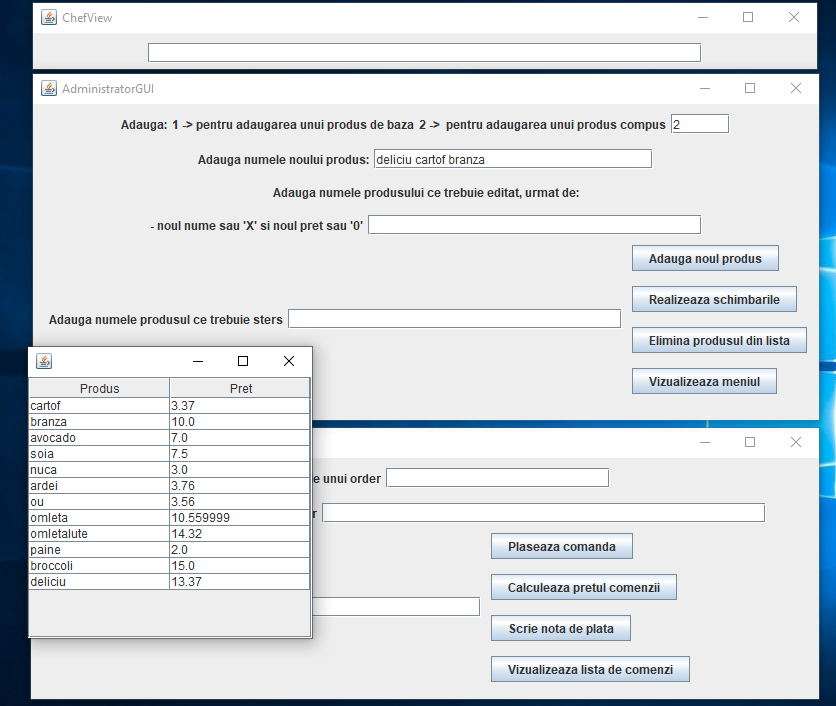 ChefView
AdministratorGUI
Adauga: 1 -> pentru adaugarea unui produs de baza 2 -> pentru adaugarea unui produs compus 2
Adauga numele noului produs: deliciu cartof branza
Adauga numele produsului ce trebuie editat, urmat de:
- noul nume sau 'X' si noul pret sau '0'
Adauga noul produs
Realizeaza schimbarile
Adauga numele produsul ce trebuie sters
Elimina produsul din lista
Vizualizeaza meniul
Produs Pret
cartof 3.37
branza 10.0
avocado 7.0
soia 7.5
nuca 3.0
ardei 3.76
ou 3.56
omleta 10.559999
omletalute 14.32
paine 2.0
broccoli 15.0
deliciu 13.37
e unui order
r
Plaseaza comanda
Calculeaza pretul comenzii
Scrie nota de plata
Vizualizeaza lista de comenzi